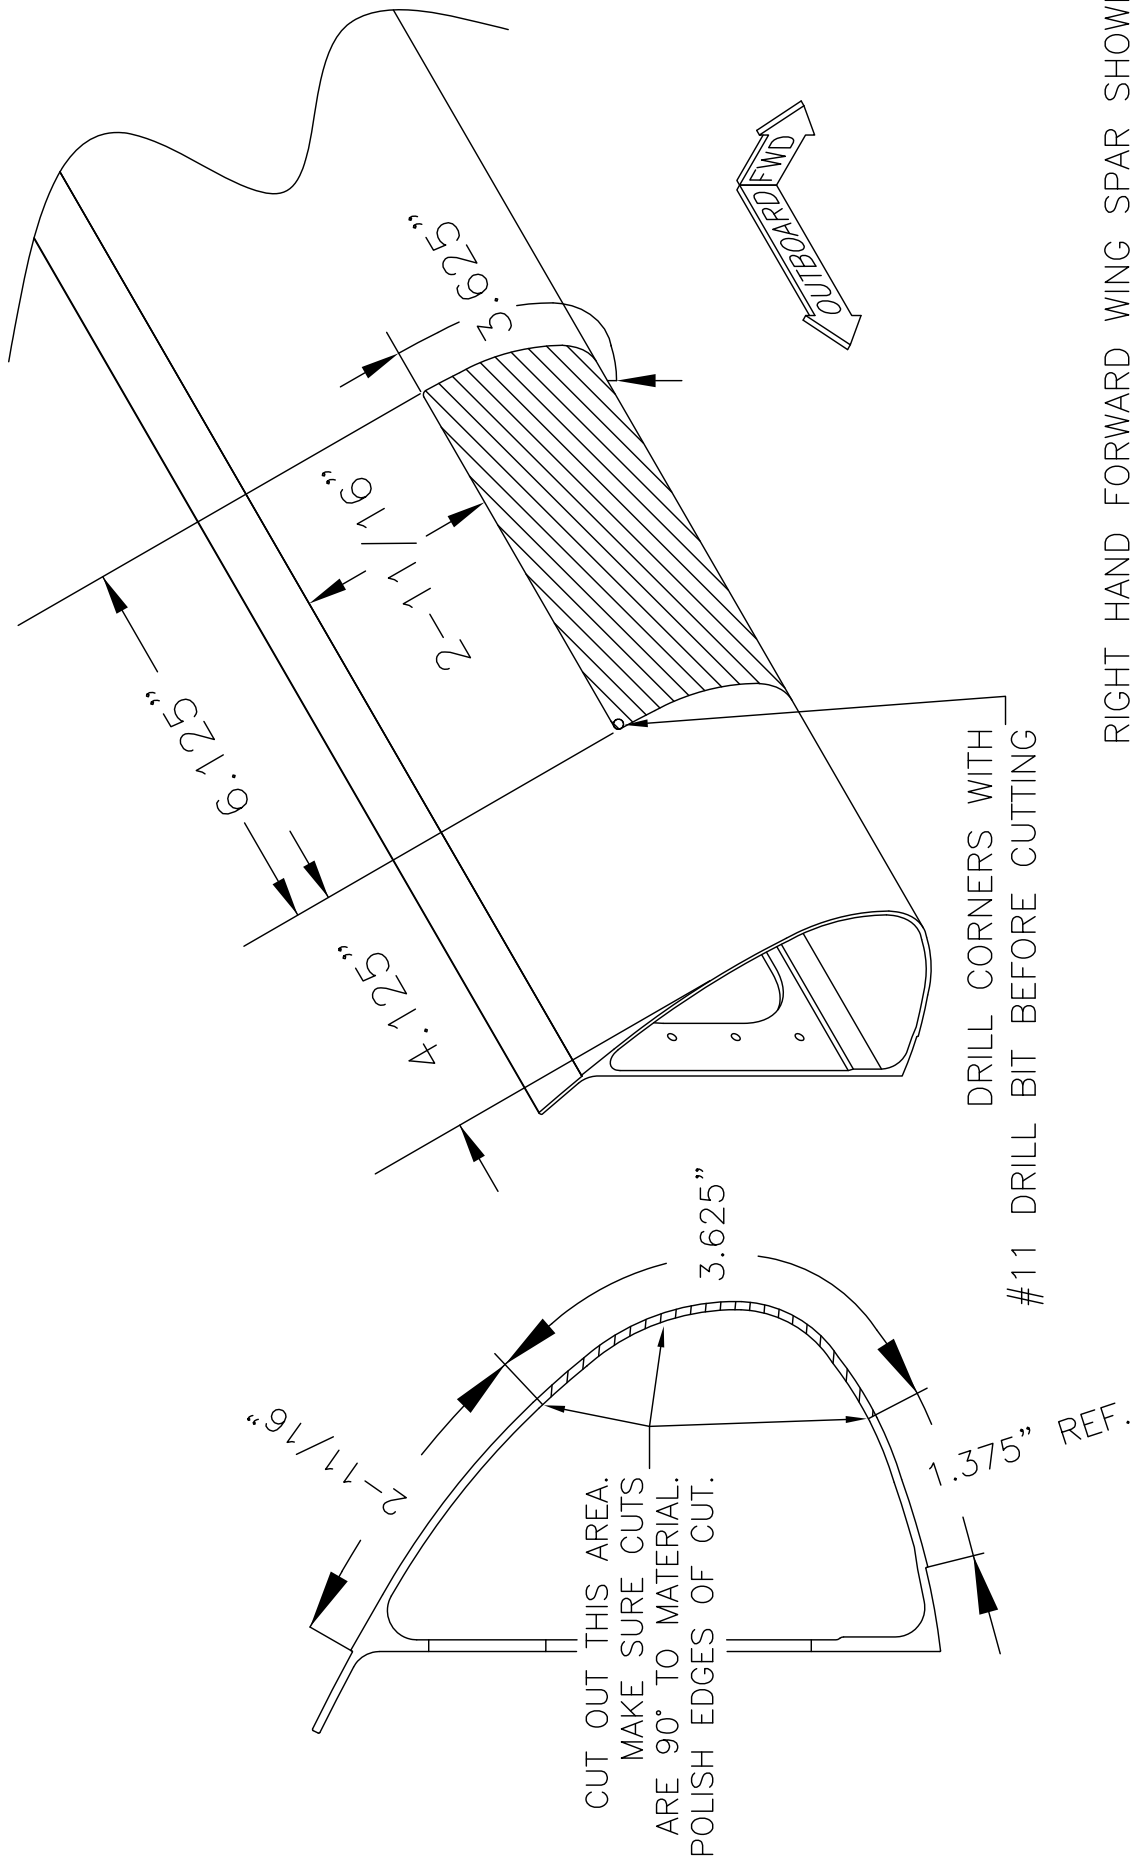 3.625”
2-11/16”
6.125”
4.125”
FWD
OUTBOARD
DRILL CORNERS WITH
#11 DRILL BIT BEFORE CUTTING
3.625”
2-11/16”
1.375” REF.
CUT OUT THIS AREA.
MAKE SURE CUTS
ARE 90° TO MATERIAL.
POLISH EDGES OF CUT.
RIGHT HAND FORWARD WING SPAR